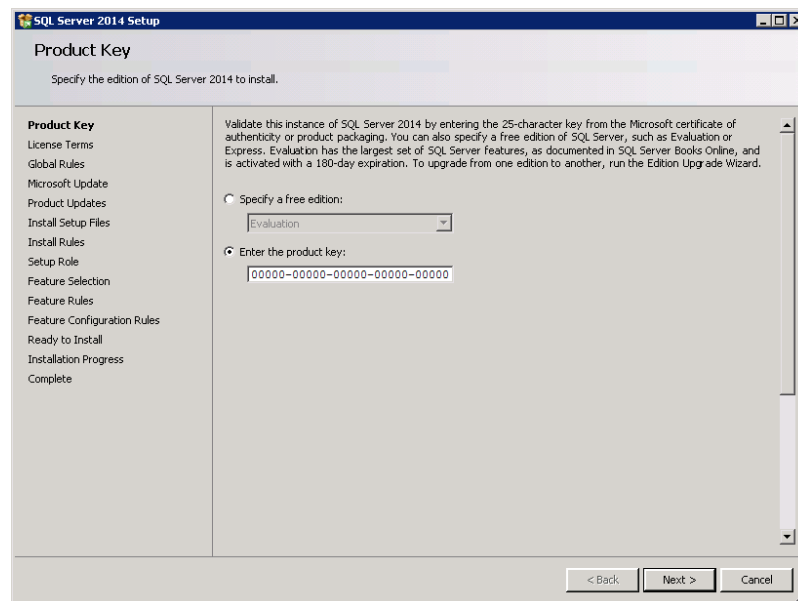 SQL Server 2014 Setup
Product Key
Specify the edition of SQL Server 2014 to install.
Product Key
License Terms
Global Rules
Microsoft Update
Product Updates
Install Setup Files
Install Rules
Setup Role
Feature Selection
Feature Rules
Feature Configuration Rules
Ready to Install
Installation Progress
Complete
Validate this instance of SQL Server 2014 by entering the 25-character key from the Microsoft certificate of
authenticity or product packaging. You can also specify a free edition of SQL Server, such as Evaluation or
Express. Evaluation has the largest set of SQL Server features, as documented in SQL Server Books Online, and
is activated with a 180-day expiration. To upgrade from one edition to another, run the Edition Upgrade Wizard.
Specify a free edition:
Evaluation
Enter the product key:
00000-00000-00000-00000-00000
< Back
Next >
Cancel